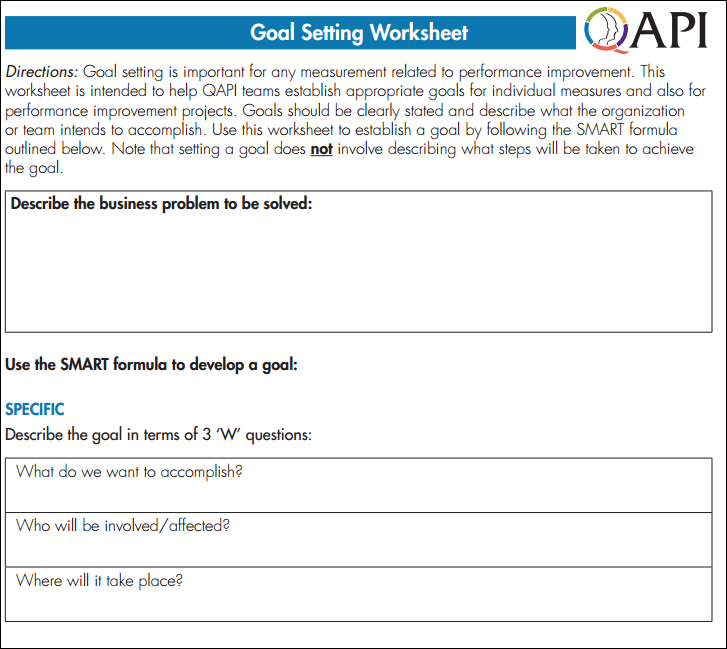 Goal Setting Worksheet
QAPI
Directions: Goal setting is important for any measurement related to performance improvement. This
worksheet is intended to help QAPI teams establish appropriate goals for individual measures and also for
performance improvement projects. Goals should be clearly stated and describe what the organization
or team intends to accomplish. Use this worksheet to establish a goal by following the SMART formula
outlined below. Note that setting a goal does not involve describing what steps will be taken to achieve
the goal.
Describe the business problem to be solved:
Use the SMART formula to develop a goal:
SPECIFIC
Describe the goal in terms of 3 ‘W’ questions:
What do we want to accomplish?
Who will be involved/affected?
Where will it take place?